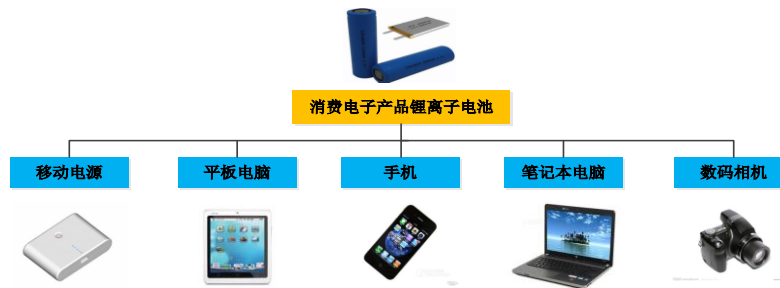 消费电子产品锂离子电池
移动电源
平板电脑
手机
笔记本电脑
数码相机